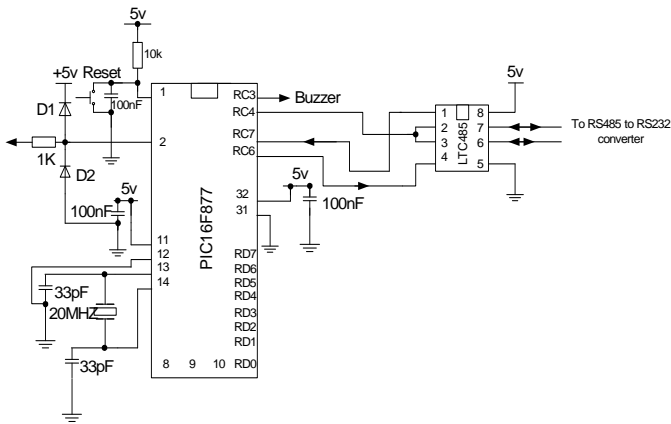 5v
10k
+5v Reset
D1
100nF
1
2
1K
D2
5v
100nF
11
12
13
14
33pF
20MHZ
33pF
PIC16F877
8 9 10
RC3
Buzzer
RC4
RC7
RC6
5v
32
31
100nF
RD7
RD6
RD5
RD4
RD3
RD2
RD1
RD0
5v
1 8
2 7
3 6
4 5
LTC485
To RS485 to RS232
converter